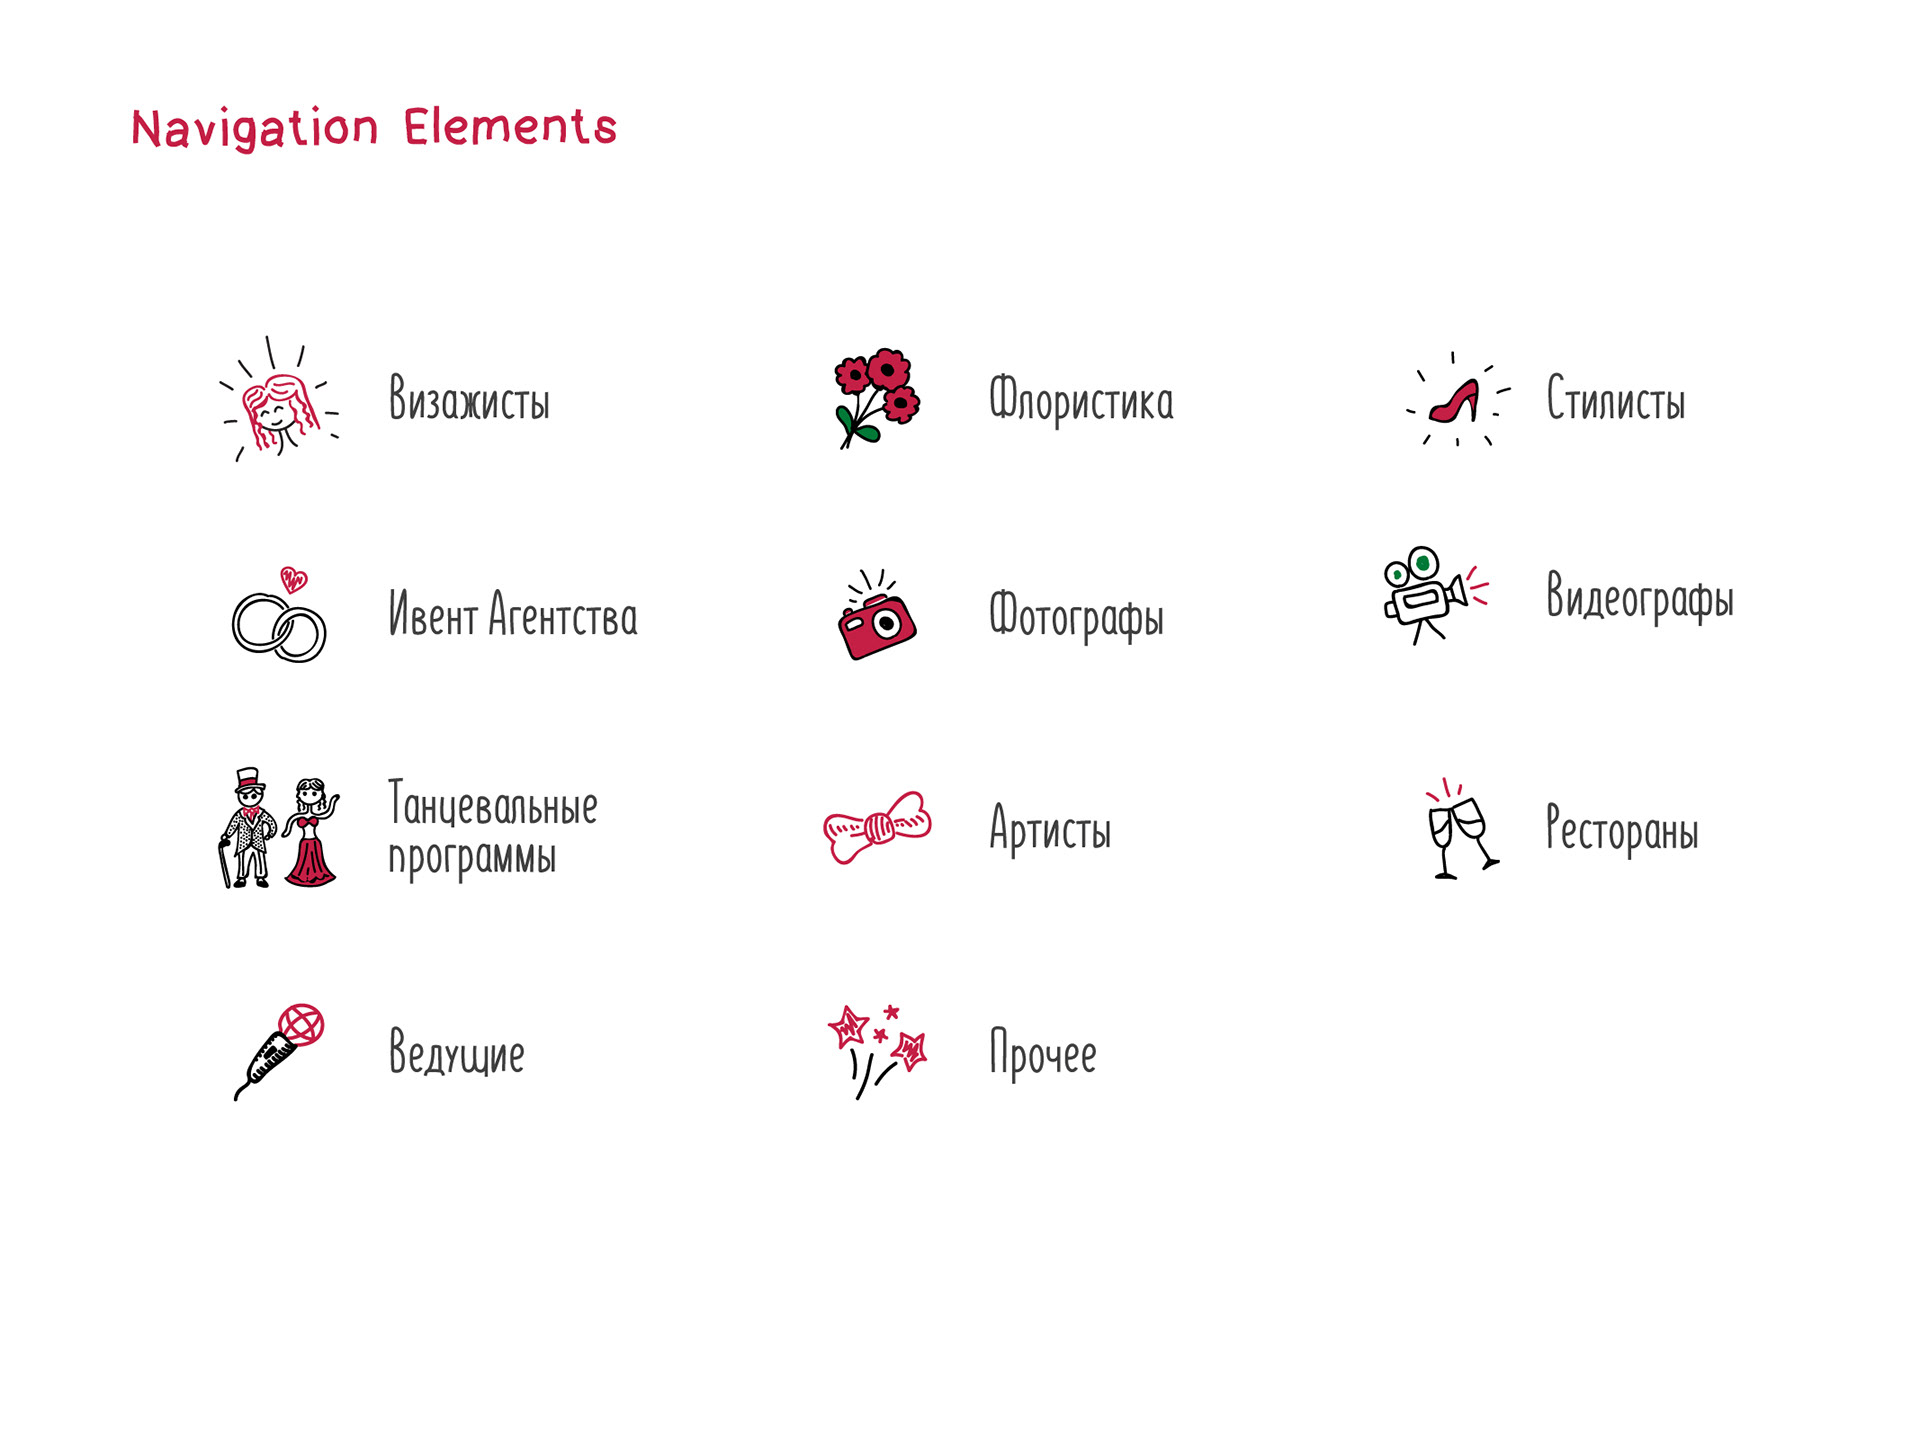 Navigation Elements
Визажисты
Флористика
Стилисты
Ивент Агентства
Фотографы
Видеографы
Танцевальные
программы
Артисты
Рестораны
Ведущие
Прочее